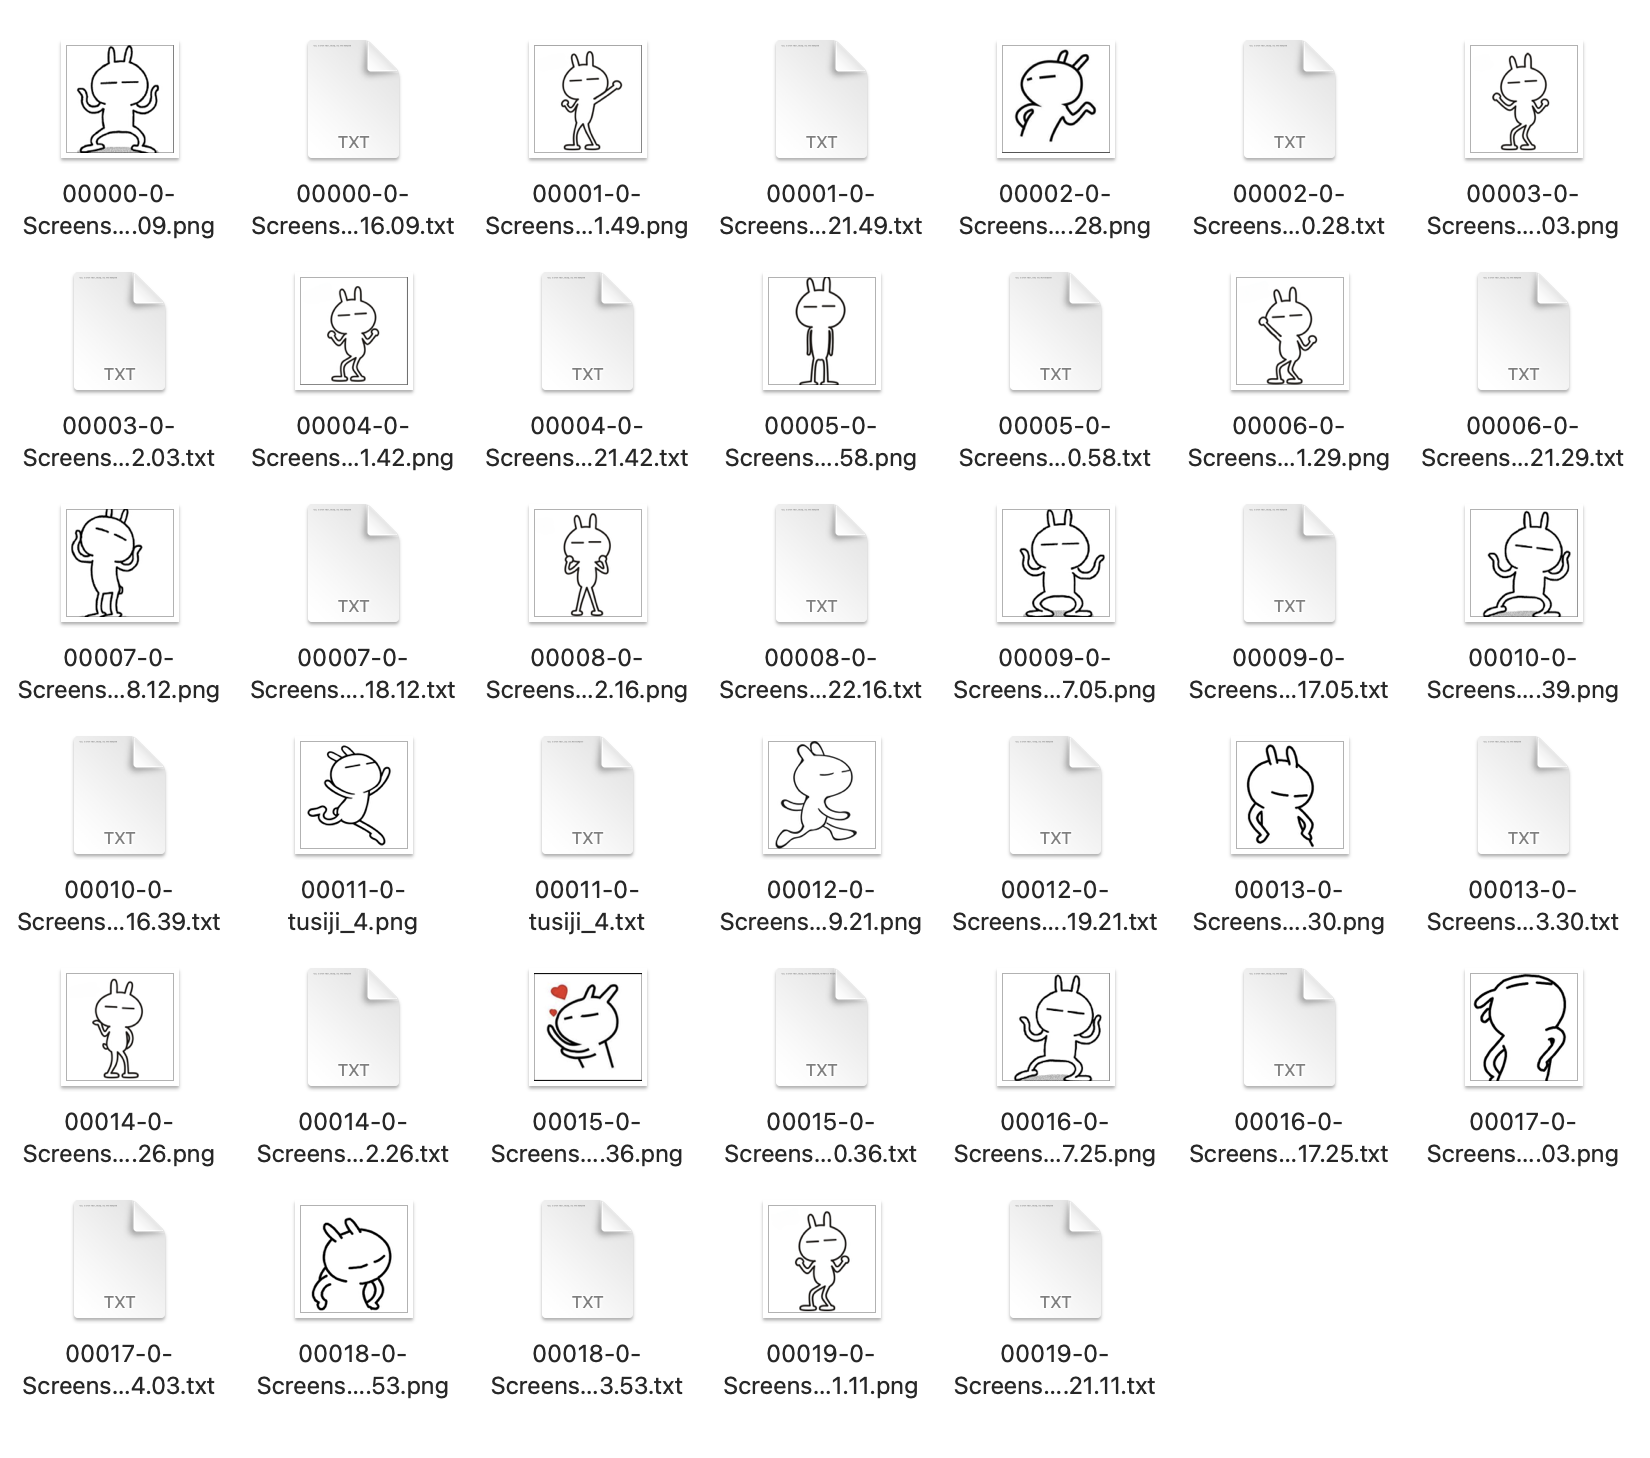 TXT
TXT
TXT
00000-0-
Screens....09.png
00000-0-
Screens...16.09.txt
00001-0-
Screens...1.49.png
00001-0-
Screens...21.49.txt
00002-0-
Screens....28.png
00002-0-
Screens...0.28.txt
00003-0-
Screens....03.png
TXT
TXT
TXT
TXT
00003-0-
Screens...2.03.txt
00004-0-
Screens...1.42.png
00004-0-
Screens...21.42.txt
00005-0-
Screens....58.png
00005-0-
Screens...0.58.txt
00006-0-
Screens...1.29.png
00006-0-
Screens...21.29.txt
TXT
TXT
TXT
00007-0-
Screens...8.12.png
00007-0-
Screens....18.12.txt
00008-0-
Screens...2.16.png
00008-0-
Screens...22.16.txt
00009-0-
Screens...7.05.png
00009-0-
Screens...17.05.txt
00010-0-
Screens....39.png
TXT
TXT
TXT
TXT
00010-0-
Screens...16.39.txt
00011-0-
tusiji_4.png
00011-0-
tusiji_4.txt
00012-0-
Screens...9.21.png
00012-0-
Screens....19.21.txt
00013-0-
Screens....30.png
00013-0-
Screens...3.30.txt
TXT
TXT
TXT
00014-0-
Screens....26.png
00014-0-
Screens...2.26.txt
00015-0-
Screens....36.png
00015-0-
Screens...0.36.txt
00016-0-
Screens...7.25.png
00016-0-
Screens...17.25.txt
00017-0-
Screens....03.png
TXT
TXT
TXT
00017-0-
Screens...4.03.txt
00018-0-
Screens....53.png
00018-0-
Screens...3.53.txt
00019-0-
Screens...1.11.png
00019-0-
Screens....21.11.txt